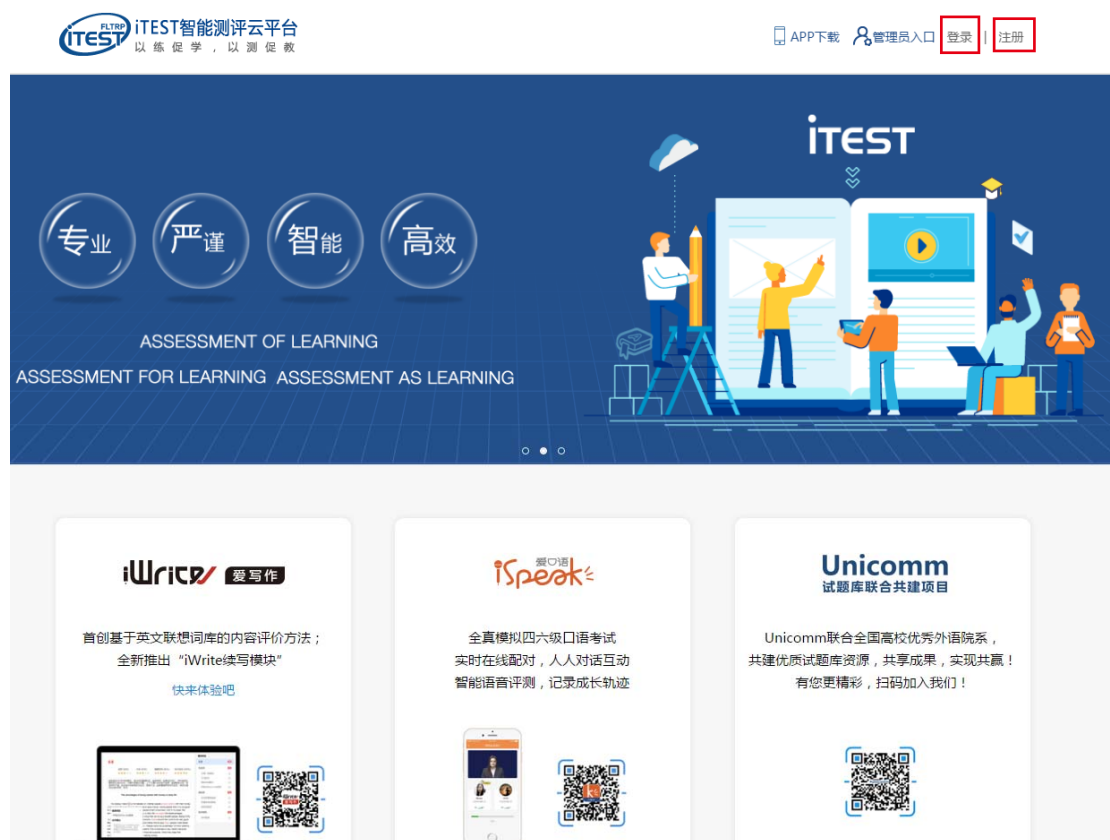 FLTRP
iTEST
iTEST智能测评云平台
以练促学，以测促教
APP下载
管理员入口
登录 | 注册
iTEST
专业
严谨
智能
高效
ASSESSMENT OF LEARNING
ASSESSMENT FOR LEARNING ASSESSMENT AS LEARNING
iWrite 爱写作
首创基于英文联想词库的内容评价方法；
全新推出“iWrite续写模块”
快来体验吧
爱口语
iSpeak
全真模拟四六级口语考试
实时在线配对，人人对话互动
智能语音评测，记录成长轨迹
Unicomm
试题库联合共建项目
Unicomm联合全国高校优秀外语院系，
共建优质试题库资源，共享成果，实现共赢！
有您更精彩，扫码加入我们！